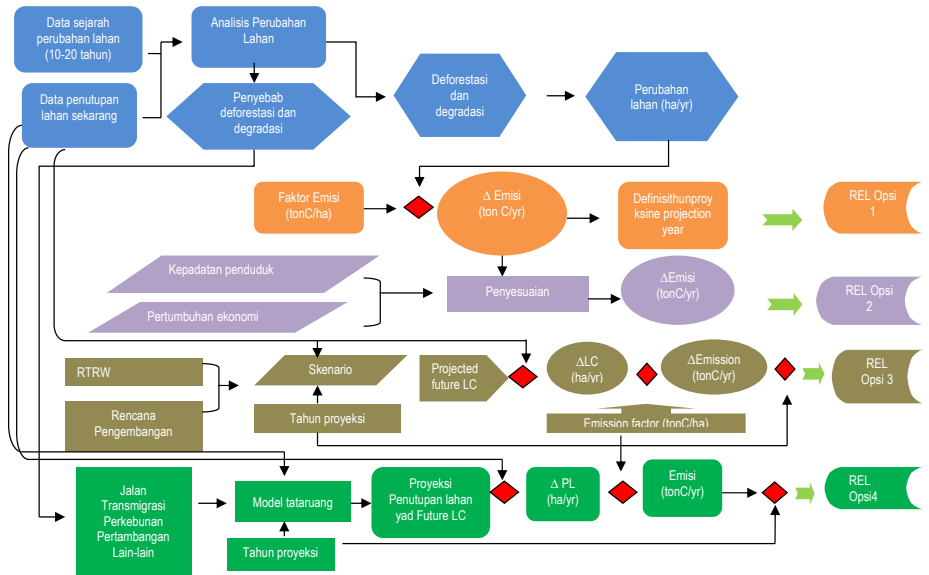 Data sejarah
perubahan lahan
(10-20 tahun)
Analisis Perubahan
Lahan
Data penutupan
lahan sekarang
Penyebab
deforestasi dan
degradasi
Deforestasi
dan
degradasi
Perubahan
lahan (ha/yr)
Faktor Emisi
(tonC/ha)
Δ Emisi
(ton C/yr)
Definisithunproy
ksine projection
year
REL Opsi
1
Kepadatan penduduk
Pertumbuhan ekonomi
Penyesuaian
ΔEmisi
(tonC/yr)
REL Opsi
2
RTRW
Rencana
Pengembangan
Skenario
Tahun proyeksi
Projected
future LC
ΔLC
(ha/yr)
ΔEmission
(tonC/yr)
Emission factor (tonC/ha)
REL
Opsi 3
Jalan
Transmigrasi
Perkebunan
Pertambangan
Lain-lain
Model tataruang
Tahun proyeksi
Proyeksi
Penutupan lahan
yad Future LC
Δ PL
(ha/yr)
Emisi
(tonC/yr)
REL
Opsi4